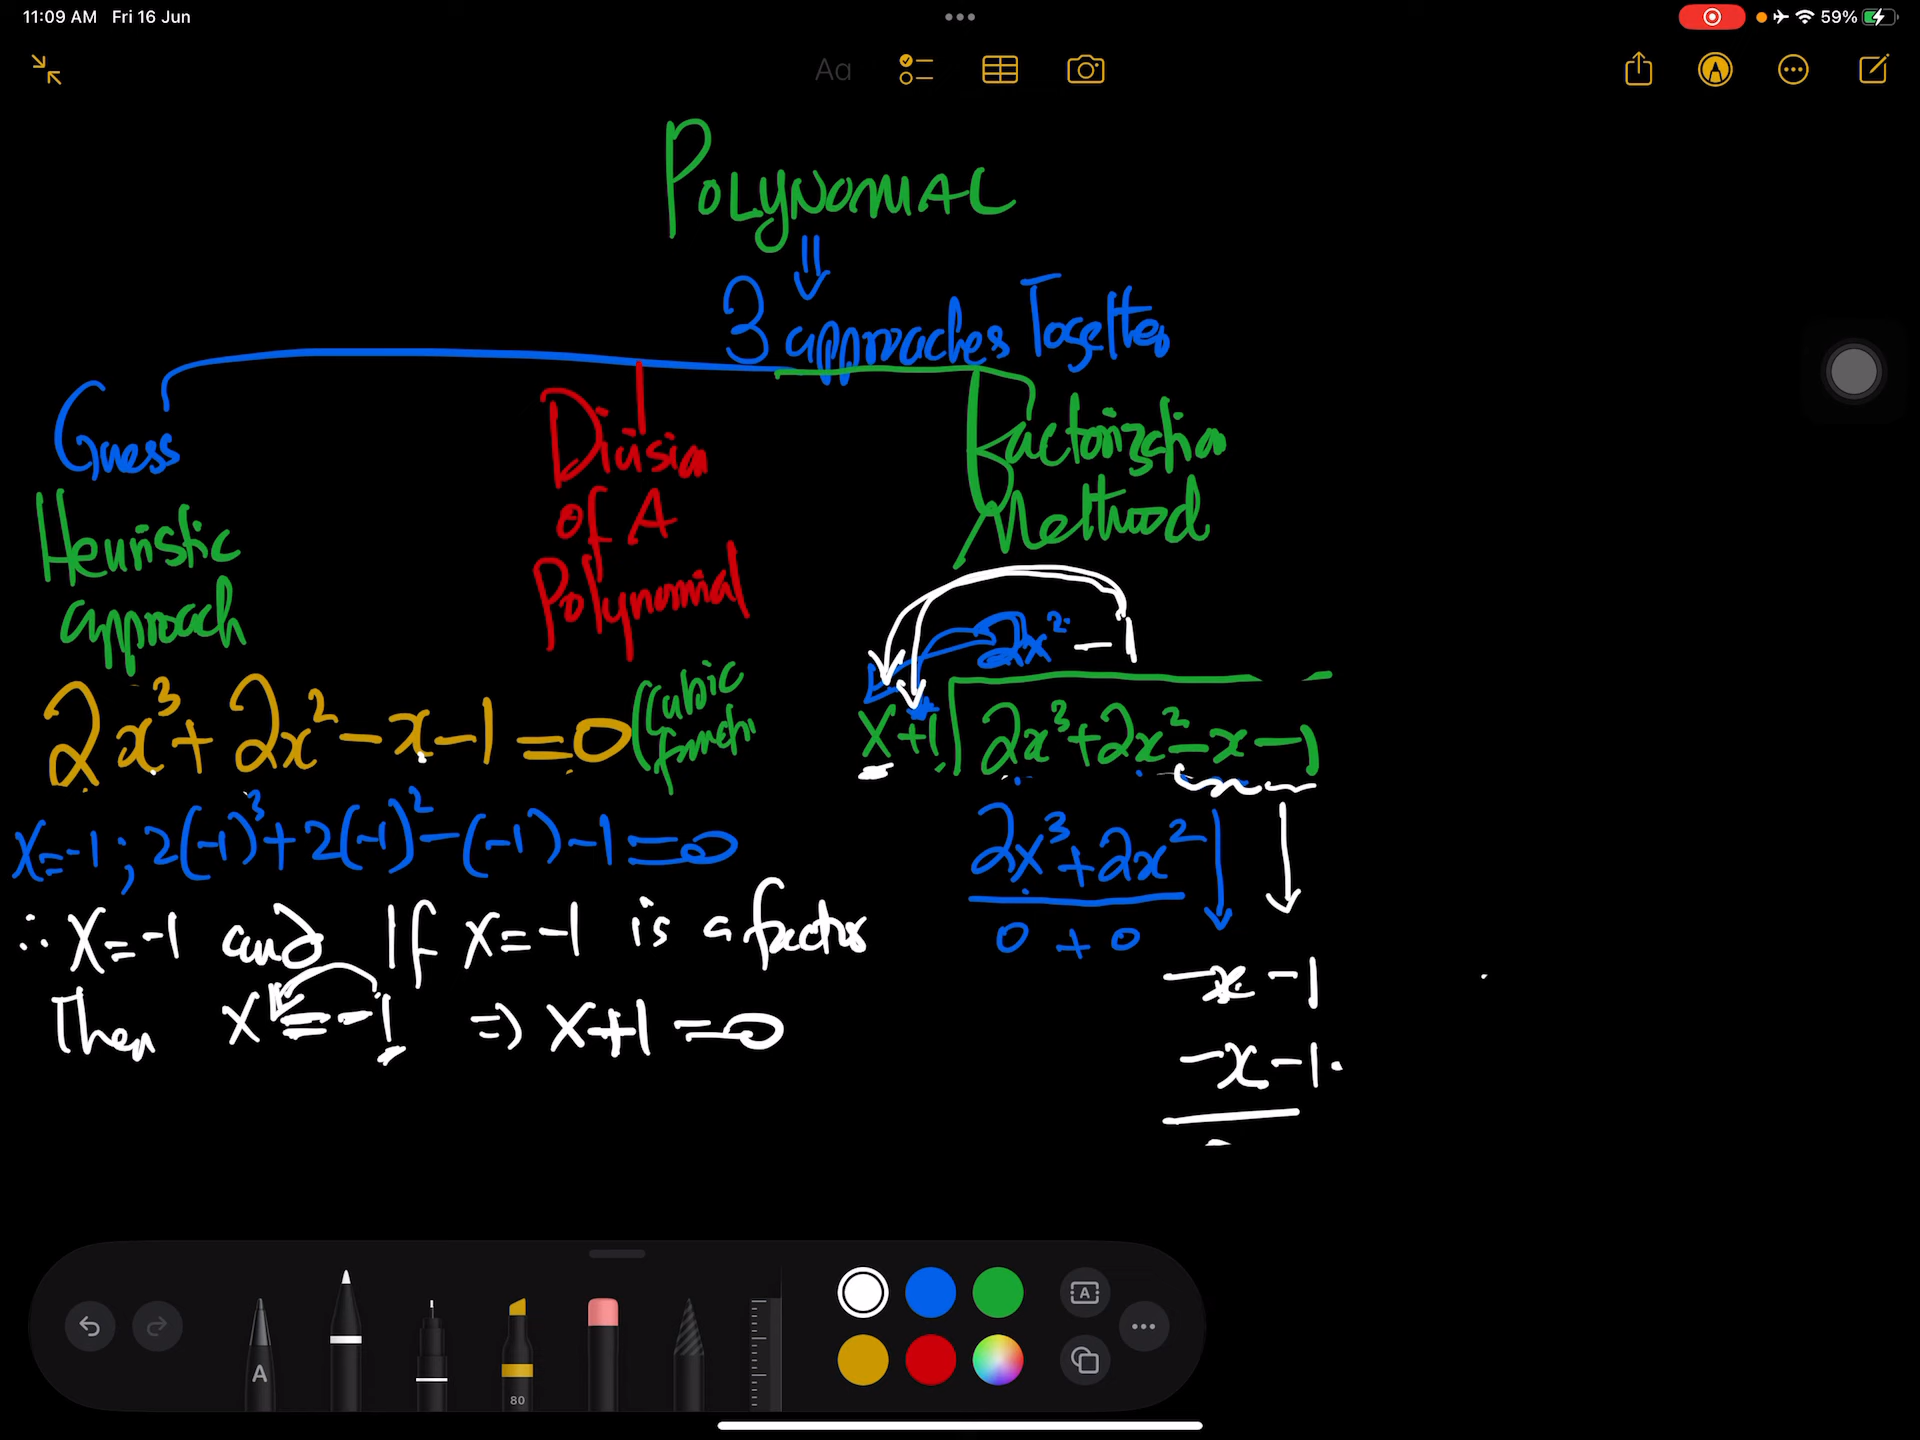 11:09 AM Fri 16 Jun
59%
Aa
POLYNOMAL
⇓
3 approaches Together
Guess
Heuristic
approach
Division
of A
Polynomial
Factorization
Method
2x³+2x²-x-1=0 (Cubic
x=-1; 2(-1)³+2(-1)²-(-1)-1=0
∴ x=-1 and If x=-1 is a factor
Then x=-1 ⇒ x+1=0
2x² -1
x+1 2x³+2x²-x-1
2x³+2x²
0 + 0
-x-1
-x-1.
A
80
A